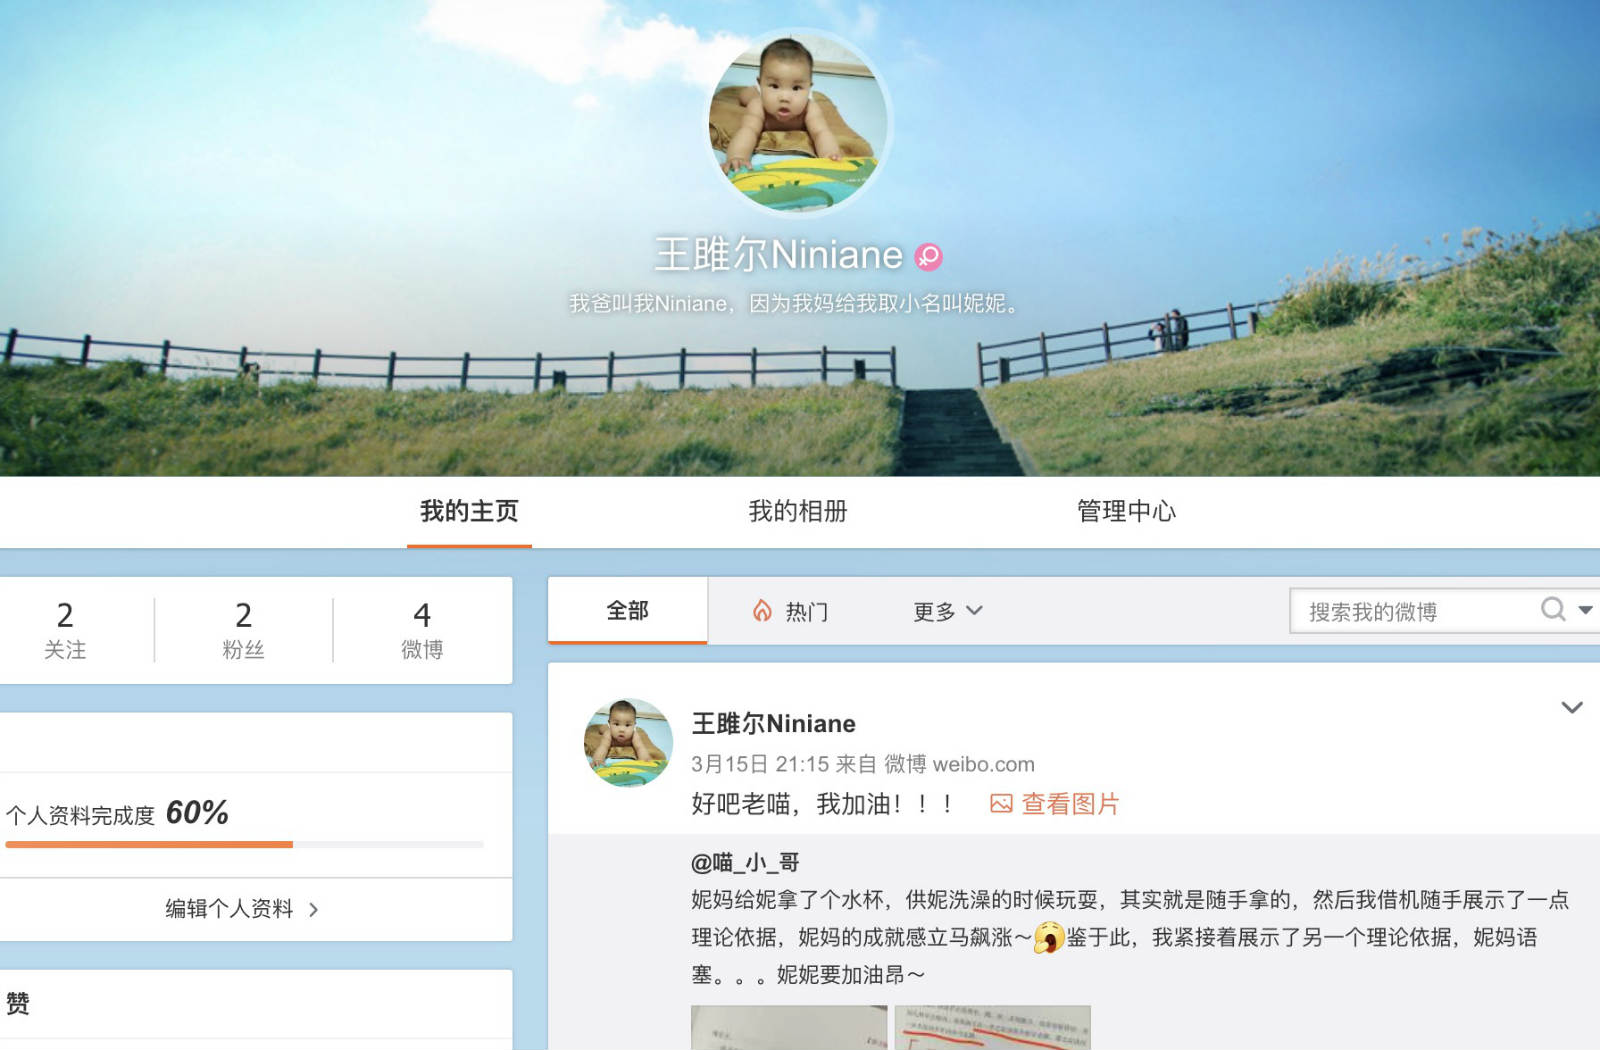 王雎尔Niniane
我爸叫我Niniane，因为我妈给我取小名叫妮妮。
我的主页
我的相册
管理中心
2
关注
2
粉丝
4
微博
个人资料完成度 60%
编辑个人资料
赞
全部
热门
更多
搜索我的微博
王雎尔Niniane
3月15日 21:15 来自 微博 weibo.com
好吧老喵，我加油！！！ 查看图片
@喵_小_哥
妮妈给妮拿了个水杯，供妮洗澡的时候玩耍，其实就是随手拿的，然后我借机随手展示了一点
理论依据，妮妈的成就感立马飙涨～鉴于此，我紧接着展示了另一个理论依据，妮妈语
塞。。。妮妮要加油昂～